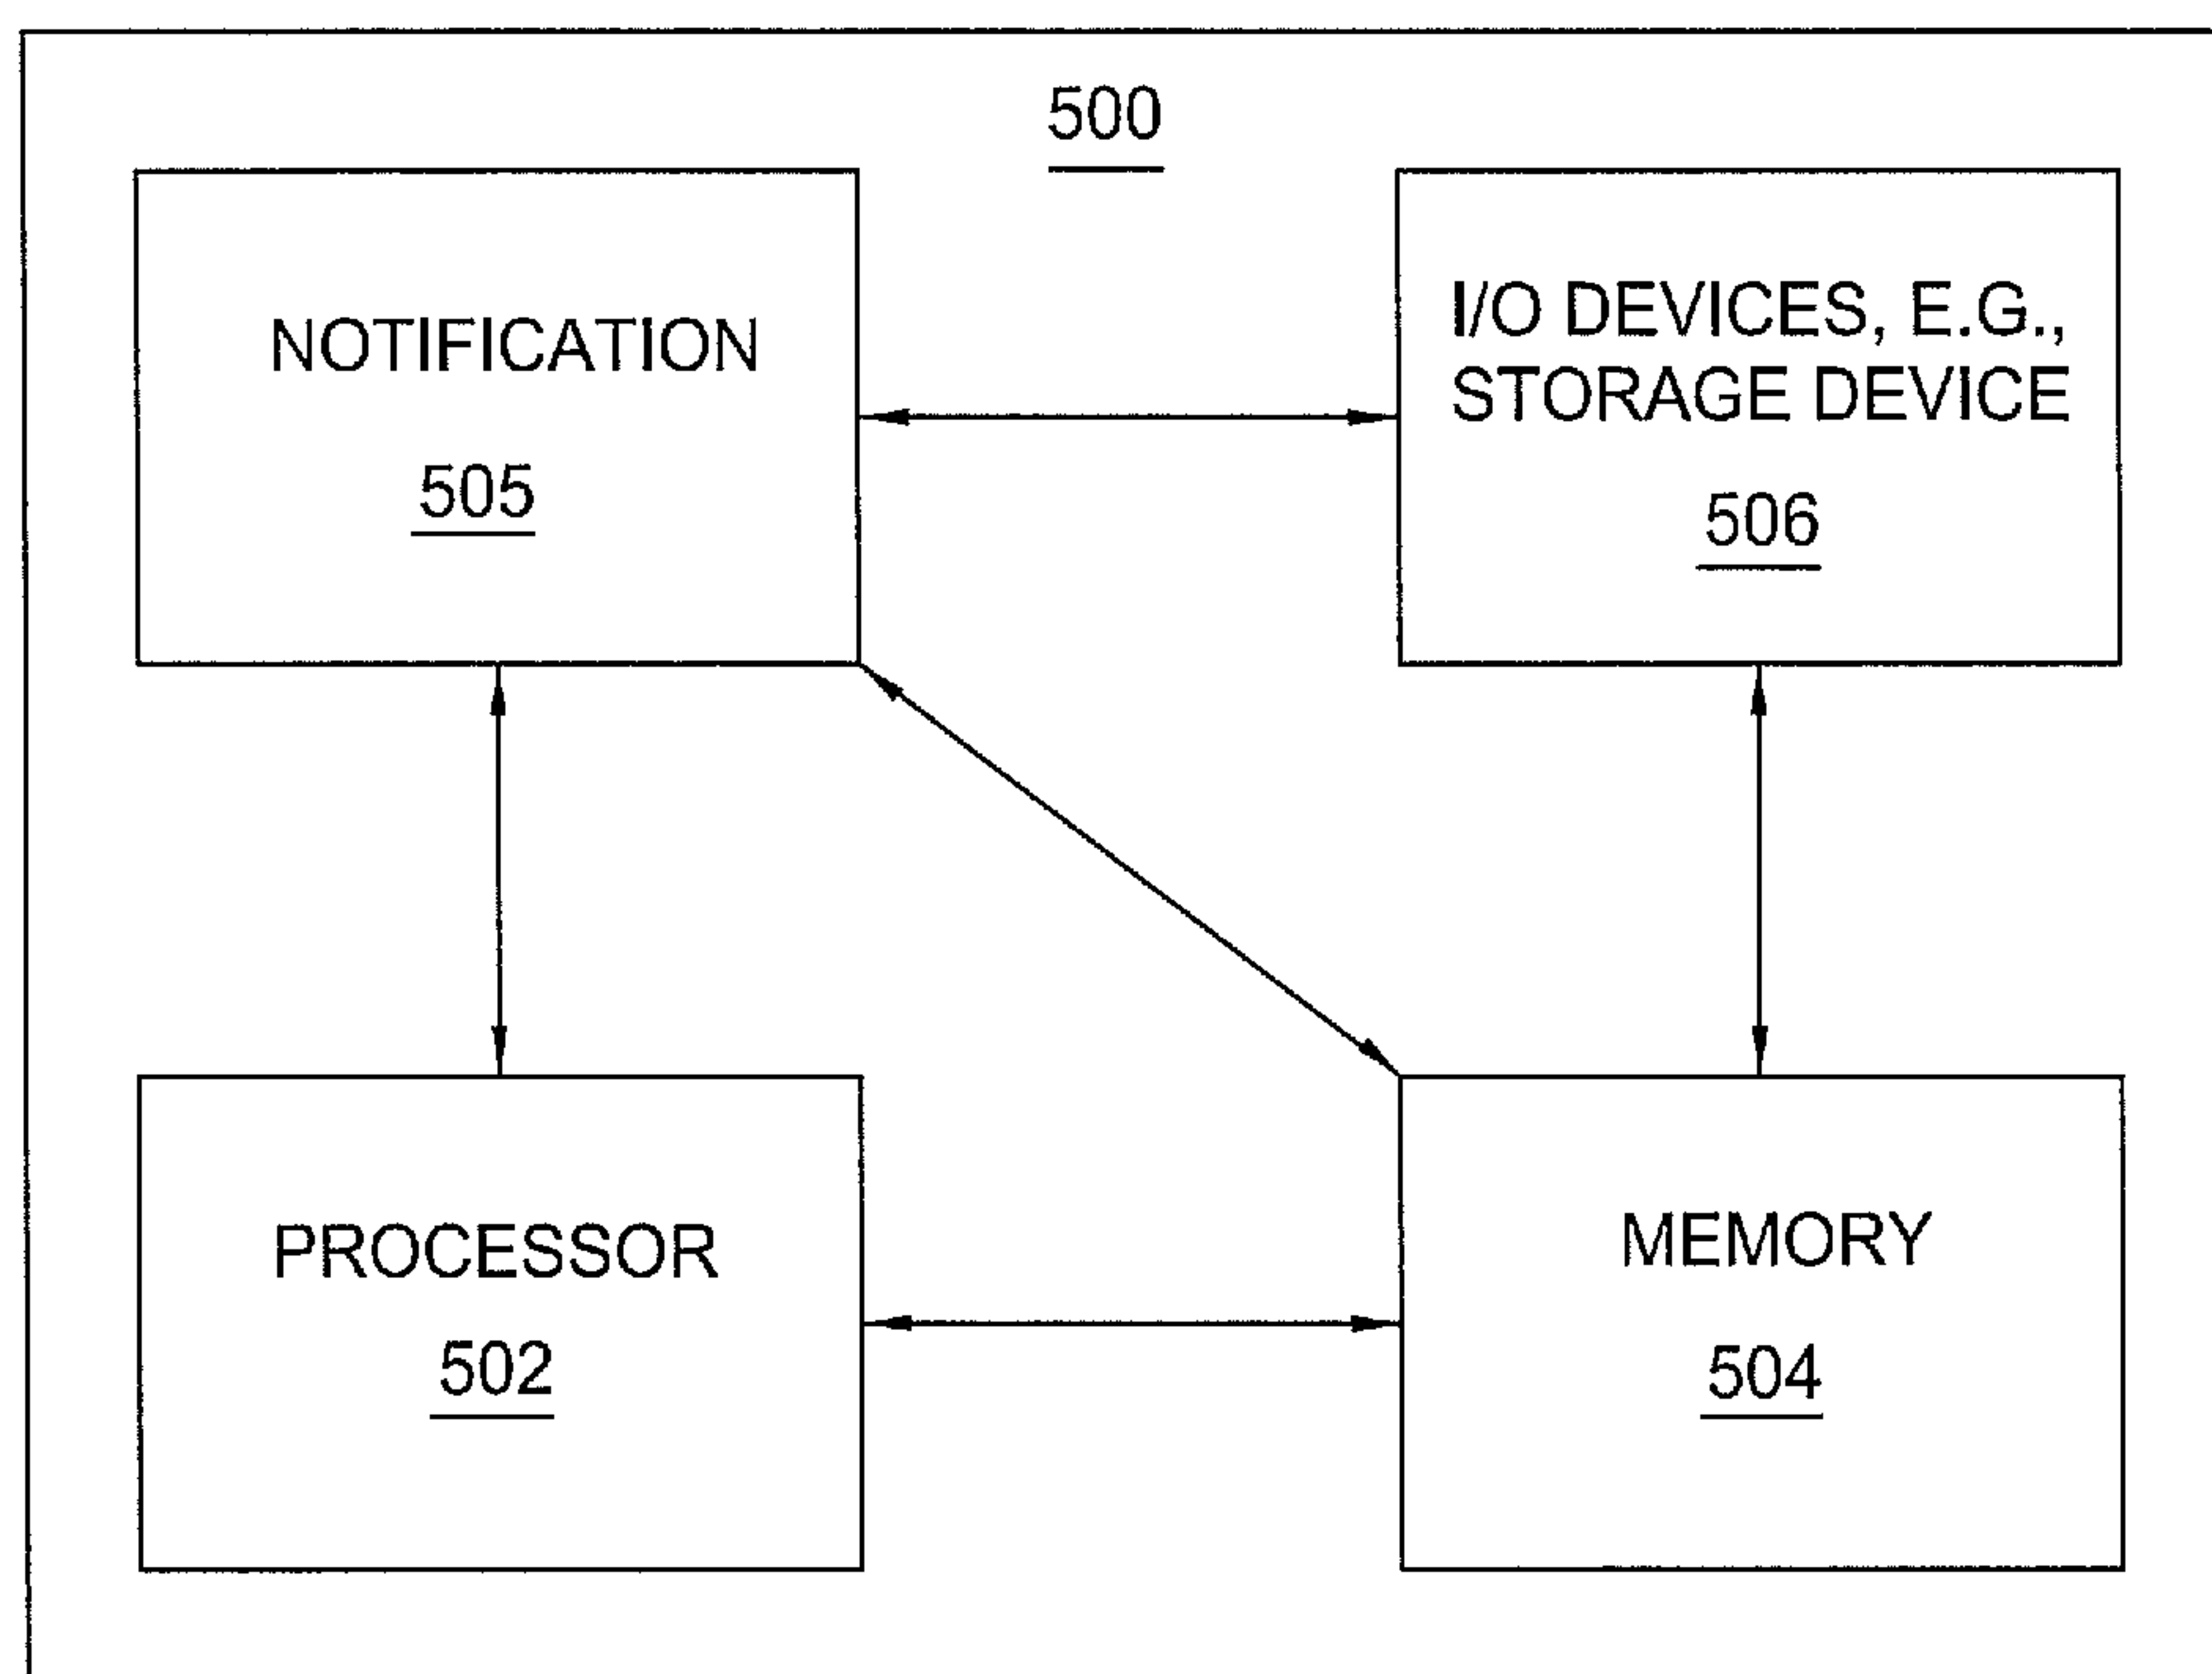 500
NOTIFICATION
505
I/O DEVICES, E.G.,
STORAGE DEVICE
506
PROCESSOR
502
MEMORY
504